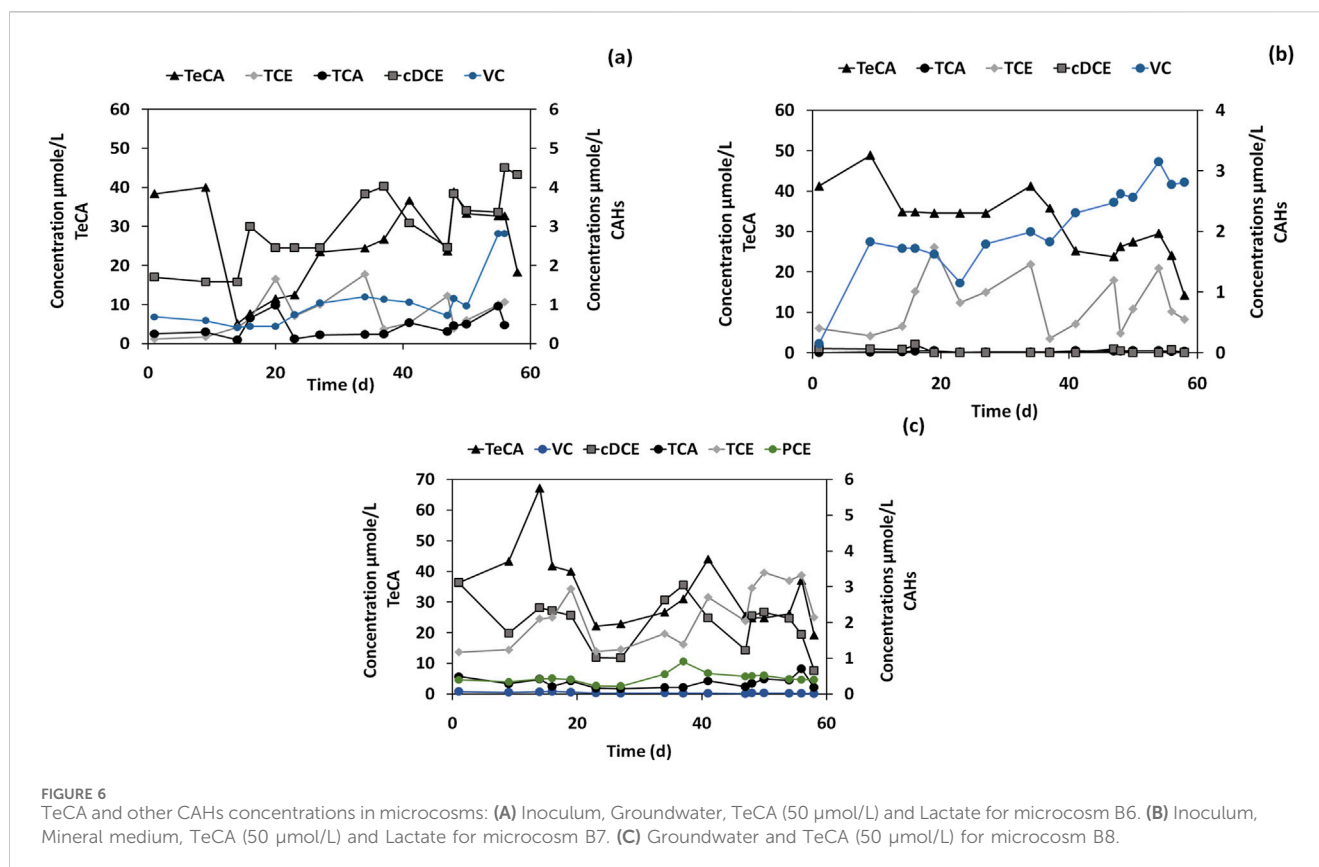 (a)
TeCA TCE TCA cDCE VC
Concentration µmole/L
TeCA
60
50
40
30
20
10
0
6
5
4
3
2
1
0
Concentrations µmole/L
CAHs
0 20 40 60
Time (d)
(b)
TeCA TCA TCE cDCE VC
Concentration µmole/L
TeCA
60
50
40
30
20
10
0
4
3
2
1
0
Concentrations µmole/L
CAHs
0 20 40 60
Time (d)
(c)
TeCA VC cDCE TCA TCE PCE
Concentration µmole/L
TeCA
70
60
50
40
30
20
10
0
6
5
4
3
2
1
0
Concentrations µmole/L
CAHs
0 20 40 60
Time (d)
FIGURE 6
TeCA and other CAHs concentrations in microcosms: (A) Inoculum, Groundwater, TeCA (50 µmol/L) and Lactate for microcosm B6. (B) Inoculum,
Mineral medium, TeCA (50 µmol/L) and Lactate for microcosm B7. (C) Groundwater and TeCA (50 µmol/L) for microcosm B8.